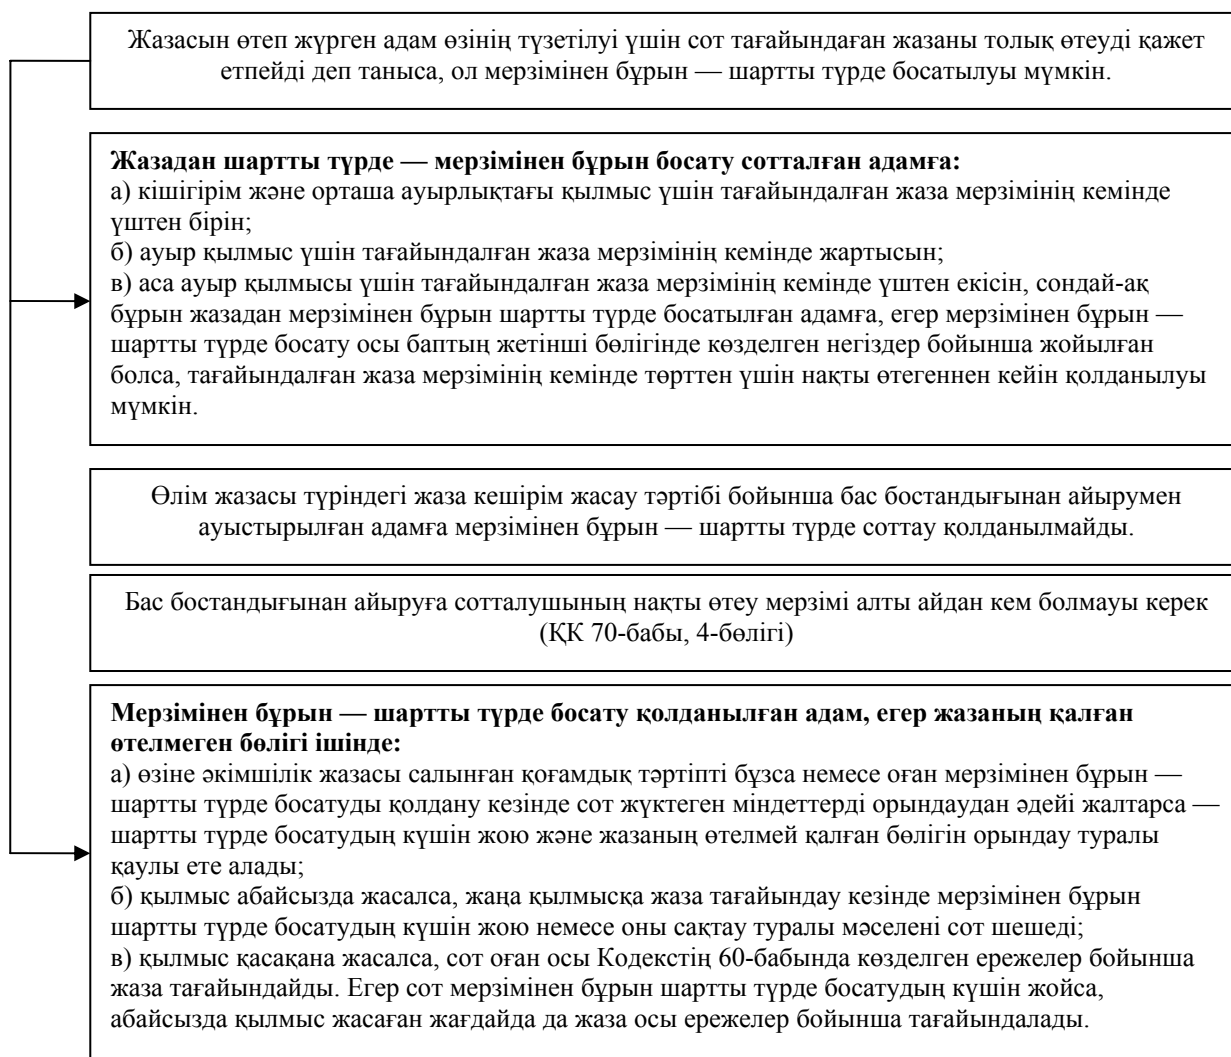 Жазасын өтеп жүрген адам өзінің түзетілуі үшін сот тағайындаған жазаны толық өтеуді қажет
етпейді деп таныса, ол мерзімінен бұрын — шартты түрде босатылуы мүмкін.
Жазадан шартты түрде — мерзімінен бұрын босату сотталған адамға:
а) кішігірім және орташа ауырлықтағы қылмыс үшін тағайындалған жаза мерзімінің кемінде
үштен бірін;
б) ауыр қылмыс үшін тағайындалған жаза мерзімінің кемінде жартысын;
в) аса ауыр қылмысы үшін тағайындалған жаза мерзімінің кемінде үштен екісін, сондай-ақ
бұрын жазадан мерзімінен бұрын шартты түрде босатылған адамға, егер мерзімінен бұрын —
шартты түрде босату осы баптың жетінші бөлігінде көзделген негіздер бойынша жойылған
болса, тағайындалған жаза мерзімінің кемінде төрттен үшін нақты өтегеннен кейін қолданылуы
мүмкін.
Өлім жазасы түріндегі жаза кешірім жасау тәртібі бойынша бас бостандығынан айырумен
ауыстырылған адамға мерзімінен бұрын — шартты түрде соттау қолданылмайды.
Бас бостандығынан айыруға сотталушының нақты өтеу мерзімі алты айдан кем болмауы керек
(ҚК 70-бабы, 4-бөлігі)
Мерзімінен бұрын — шартты түрде босату қолданылған адам, егер жазаның қалған
өтелмеген бөлігі ішінде:
а) өзіне әкімшілік жазасы салынған қоғамдық тәртіпті бұзса немесе оған мерзімінен бұрын —
шартты түрде босатуды қолдану кезінде сот жүктеген міндеттерді орындаудан әдейі жалтарса —
шартты түрде босатудың күшін жою және жазаның өтелмей қалған бөлігін орындау туралы
қаулы ете алады;
б) қылмыс абайсызда жасалса, жаңа қылмысқа жаза тағайындау кезінде мерзімінен бұрын
шартты түрде босатудың күшін жою немесе оны сақтау туралы мәселені сот шешеді;
в) қылмыс қасақана жасалса, сот оған осы Кодекстің 60-бабында көзделген ережелер бойынша
жаза тағайындайды. Егер сот мерзімінен бұрын шартты түрде босатудың күшін жойса,
абайсызда қылмыс жасаған жағдайда да жаза осы ережелер бойынша тағайындалады.